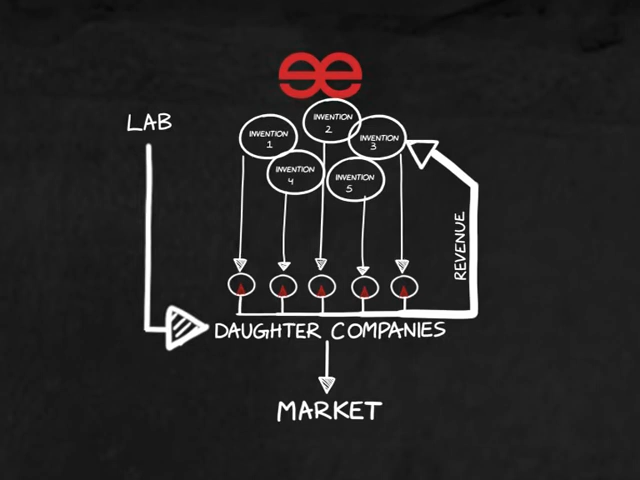 LAB
INVENTION
1
INVENTION
2
INVENTION
3
INVENTION
4
INVENTION
5
REVENUE
DAUGHTER COMPANIES
MARKET